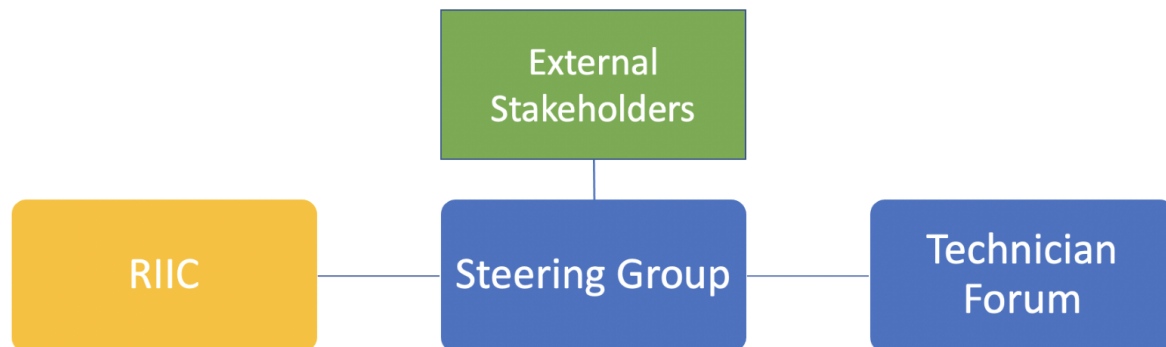 External
Stakeholders
RIIC
Steering Group
Technician
Forum